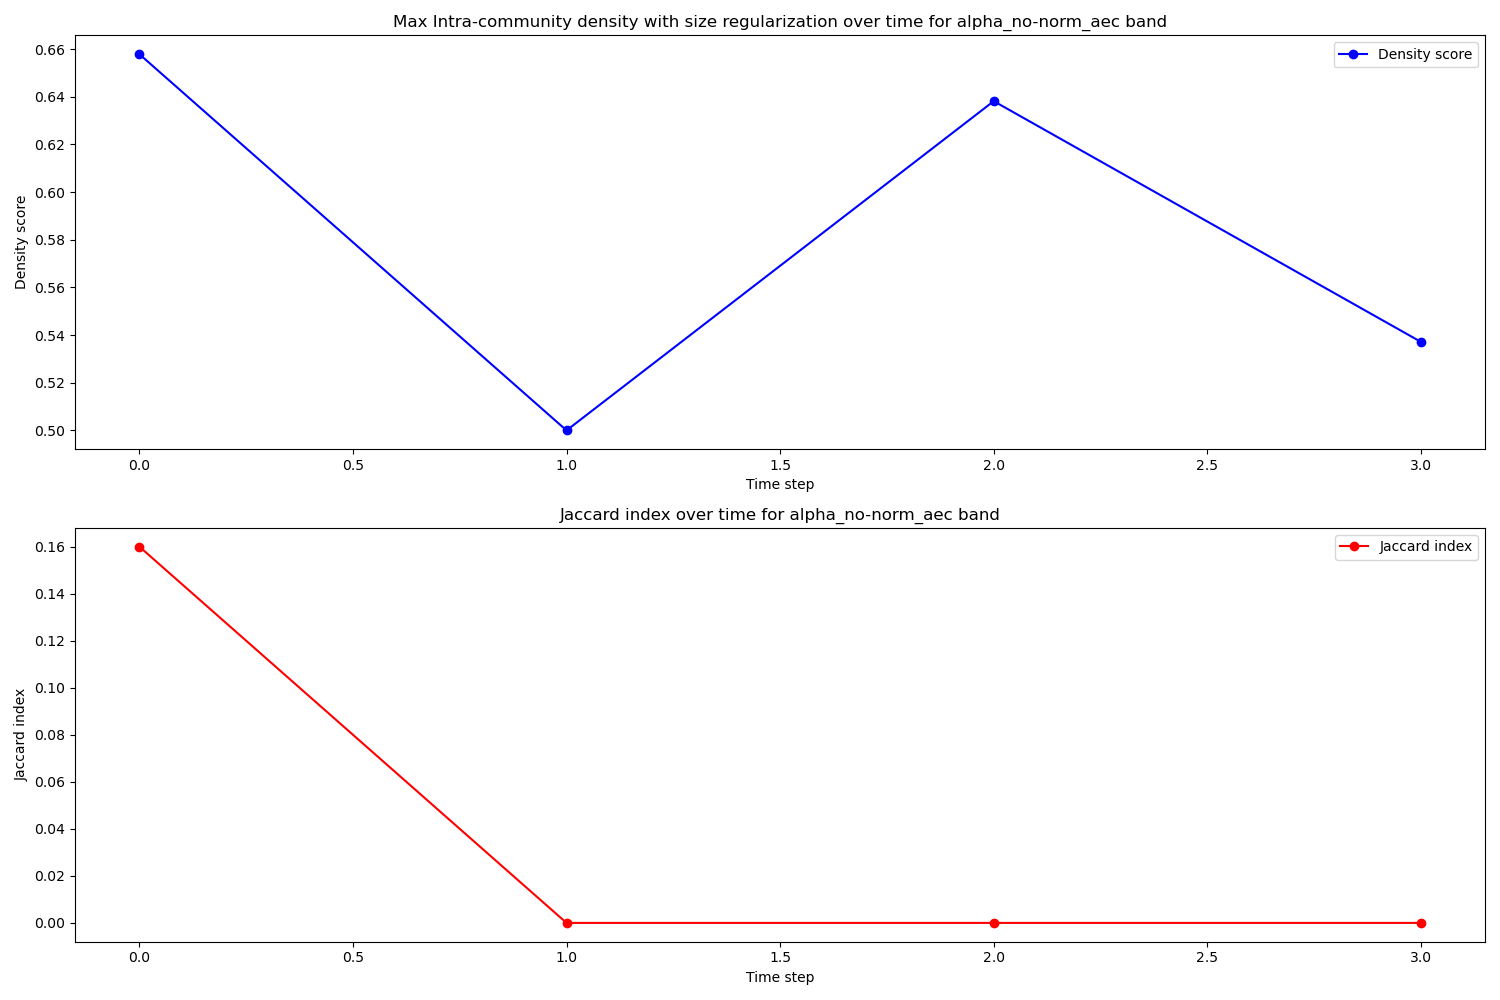 Max Intra-community density with size regularization over time for alpha_no-norm_aec band
Density score
0.66
0.64
0.62
0.60
0.58
0.56
0.54
0.52
0.50
Density score
0.0 0.5 1.0 1.5 2.0 2.5 3.0
Time step
Jaccard index over time for alpha_no-norm_aec band
Jaccard index
0.16
0.14
0.12
0.10
0.08
0.06
0.04
0.02
0.00
Jaccard index
0.0 0.5 1.0 1.5 2.0 2.5 3.0
Time step